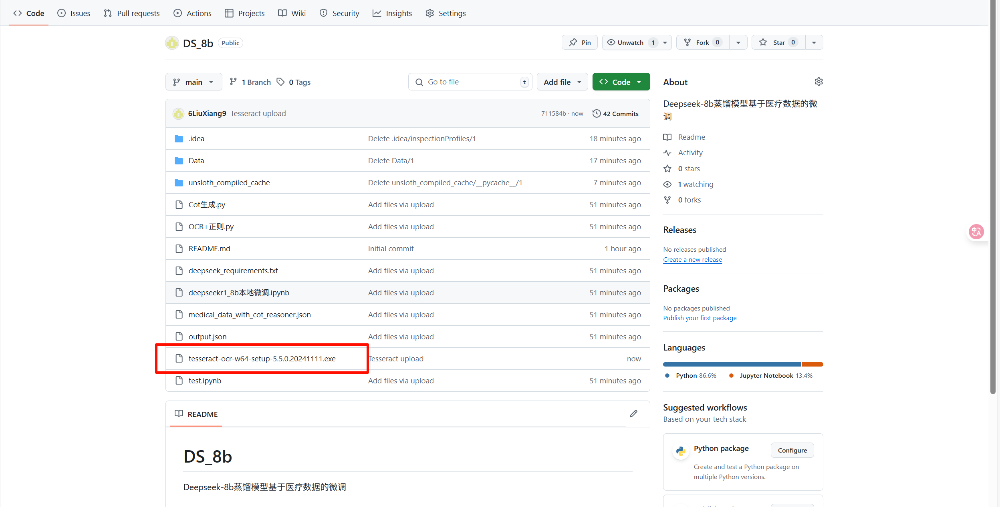 Code Issues Pull requests Actions Projects Wiki Security Insights Settings
DS_8b Public Pin Unwatch 1 Fork 0 Star 0
main 1 Branch 0 Tags Go to file t Add file Code
6LiuXiang9 Tesseract upload 711584b · now 42 Commits
.idea Delete .idea/inspectionProfiles/1 18 minutes ago
Data Delete Data/1 17 minutes ago
unsloth_compiled_cache Delete unsloth_compiled_cache/__pycache__/1 7 minutes ago
Cot生成.py Add files via upload 51 minutes ago
OCR+正则.py Add files via upload 51 minutes ago
README.md Initial commit 1 hour ago
deepseek_requirements.txt Add files via upload 51 minutes ago
deepseekr1_8b本地微调.ipynb Add files via upload 51 minutes ago
medical_data_with_cot_reasoner.json Add files via upload 51 minutes ago
output.json Add files via upload 51 minutes ago
tesseract-ocr-w64-setup-5.5.0.20241111.exe Tesseract upload now
test.ipynb Add files via upload 51 minutes ago
README
DS_8b
Deepseek-8b蒸馏模型基于医疗数据的微调
About
Deepseek-8b蒸馏模型基于医疗数据的微
调
Readme
Activity
0 stars
1 watching
0 forks
Releases
No releases published
Create a new release
Packages
No packages published
Publish your first package
Languages
Python 86.6% Jupyter Notebook 13.4%
Suggested workflows
Based on your tech stack
Python package Configure
Create and test a Python package on
multiple Python versions.
中 A